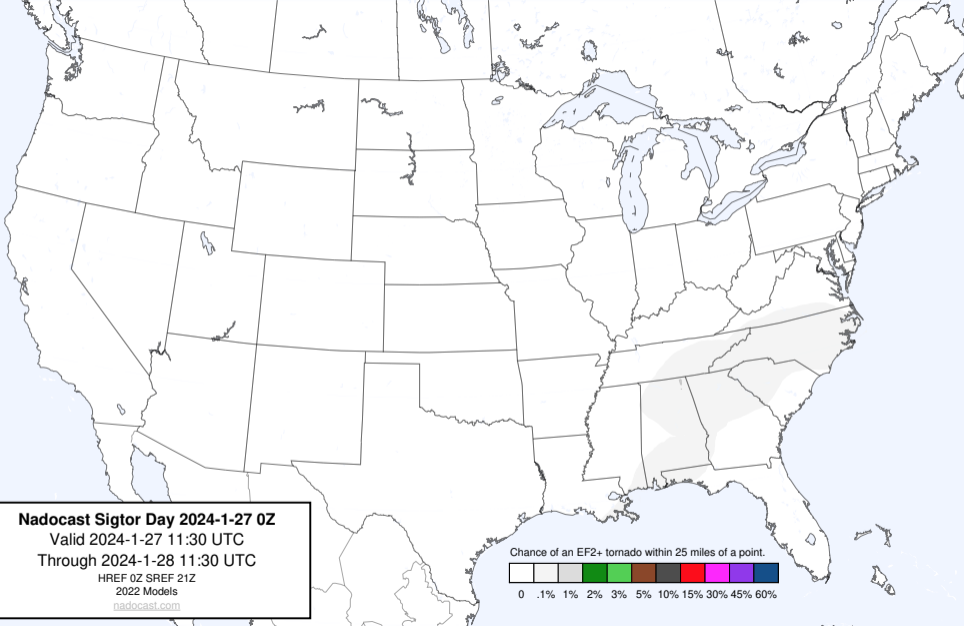 Nadocast Sigtor Day 2024-1-27 0Z
Valid 2024-1-27 11:30 UTC
Through 2024-1-28 11:30 UTC
HREF 0Z SREF 21Z
2022 Models
nadocast.com
Chance of an EF2+ tornado within 25 miles of a point.
0 .1% 1% 2% 3% 5% 10% 15% 30% 45% 60%